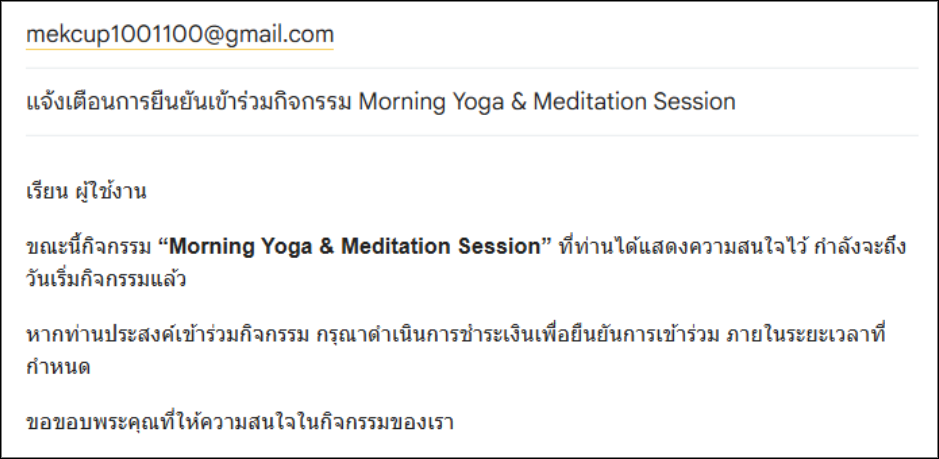 mekcup1001100@gmail.com
แจ้งเตือนการยืนยันเข้าร่วมกิจกรรม Morning Yoga & Meditation Session
เรียน ผู้ใช้งาน
ขณะนี้กิจกรรม “Morning Yoga & Meditation Session” ที่ท่านได้แสดงความสนใจไว้ กำลังจะถึง
วันเริ่มกิจกรรมแล้ว
หากท่านประสงค์เข้าร่วมกิจกรรม กรุณาดำเนินการชำระเงินเพื่อยืนยันการเข้าร่วม ภายในระยะเวลาที่
กำหนด
ขอขอบพระคุณที่ให้ความสนใจในกิจกรรมของเรา